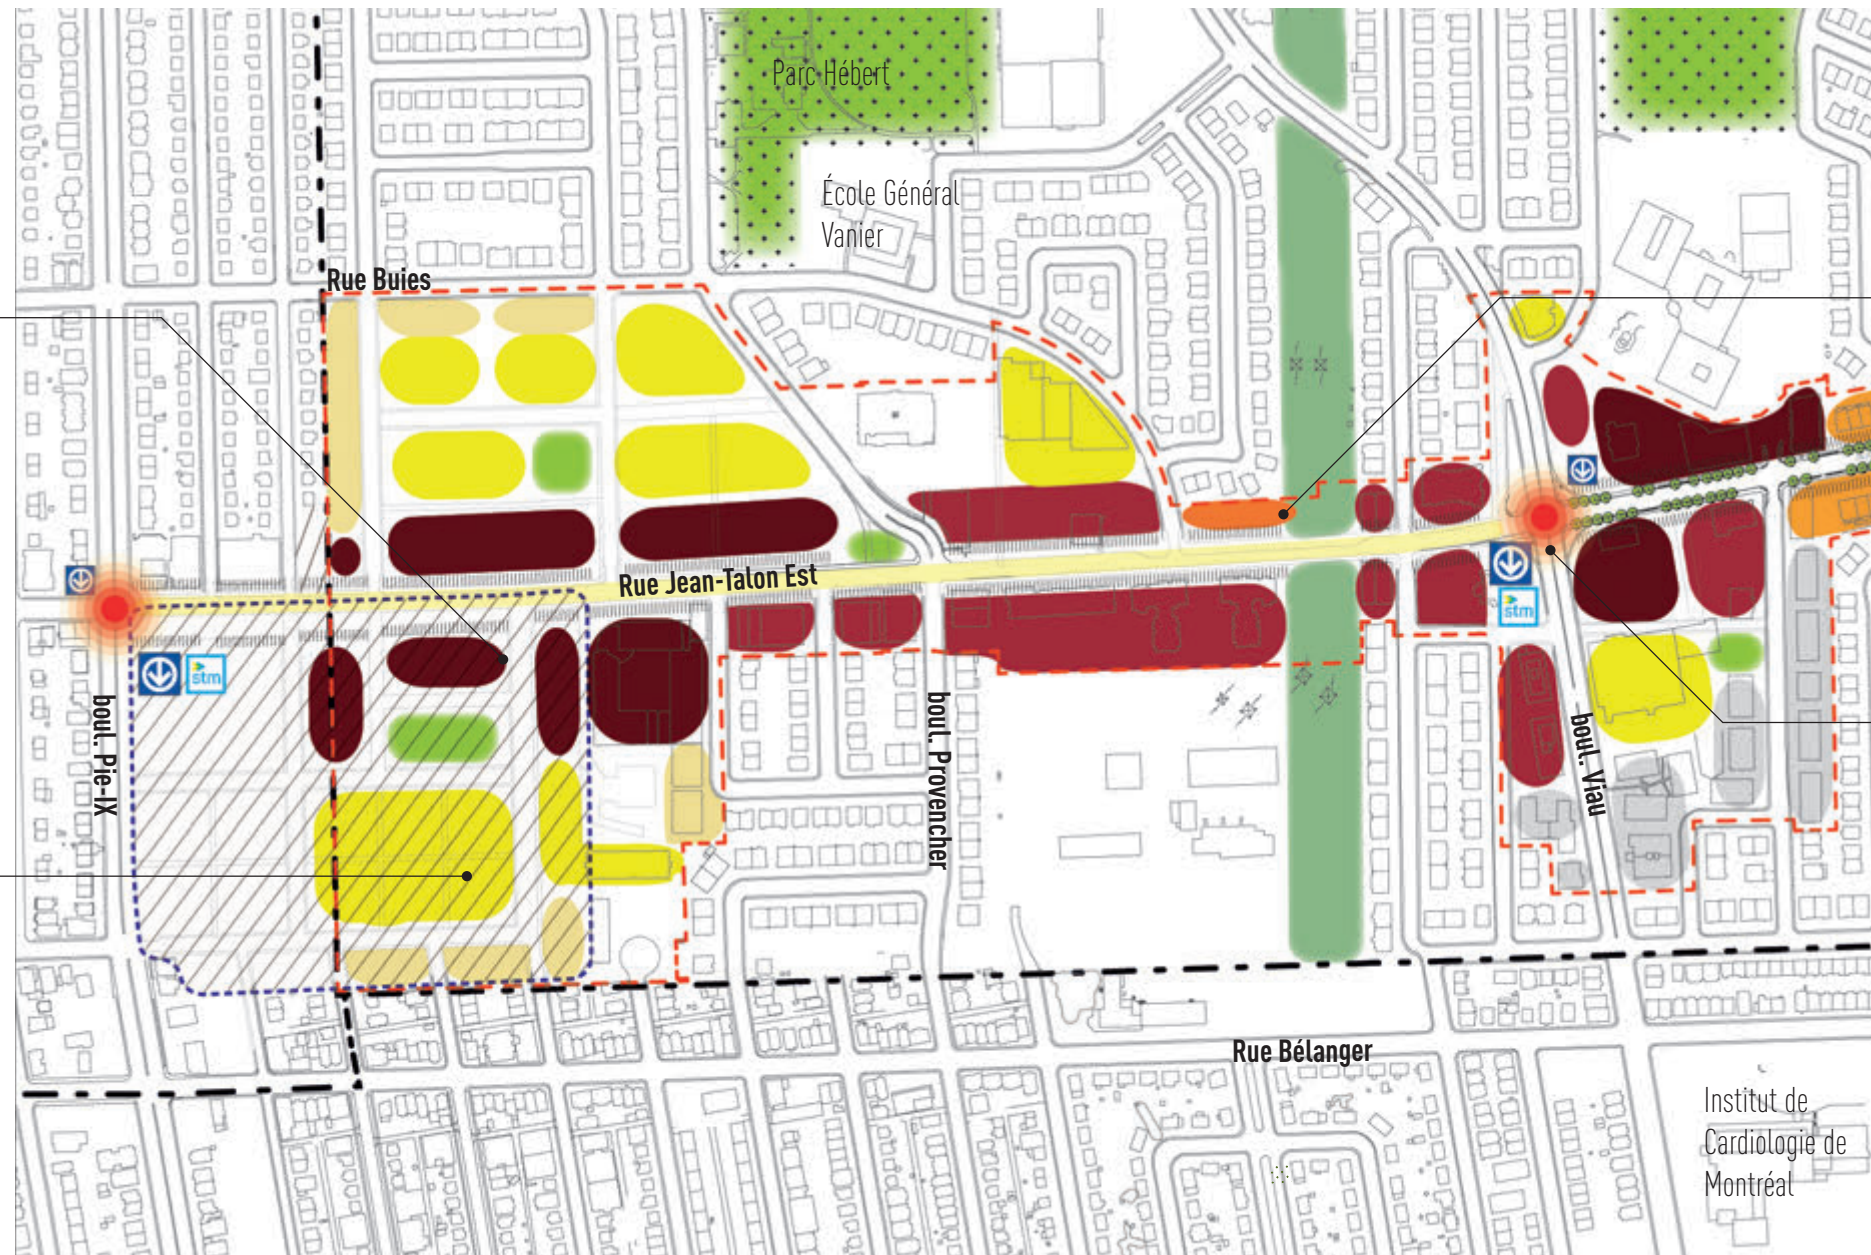 Parc Hébert
École Général
Vanier
Rue Buies
Rue Jean-Talon Est
stm
stm
boul. Pie-IX
boul. Provencher
boul. Viau
Rue Bélanger
Institut de
Cardiologie de
Montréal